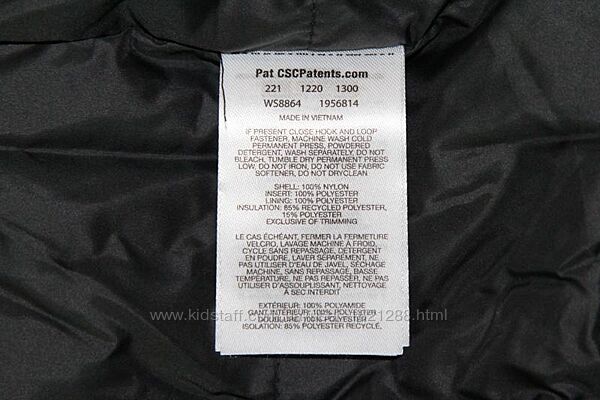 Pat CSCPatents.com
221 1220 1300
WS8864 1956814
MADE IN VIETNAM
IF PRESENT CLOSE HOOK AND LOOP
FASTENER, MACHINE WASH COLD
PERMANENT PRESS, POWDERED
DETERGENT, WASH SEPARATELY, DO NOT
BLEACH, TUMBLE DRY PERMANENT PRESS
LOW, DO NOT IRON, DO NOT USE FABRIC
SOFTENER, DO NOT DRYCLEAN
SHELL: 100% NYLON
INSERT: 100% POLYESTER
LINING: 100% POLYESTER
INSULATION: 85% RECYCLED POLYESTER,
15% POLYESTER
EXCLUSIVE OF TRIMMING
LE CAS ÉCHÉANT, FERMER LA FERMETURE
VELCRO, LAVAGE MACHINE A FROID,
CYCLE SANS REPASSAGE, DÉTERGENT
EN POUDRE, LAVER SÉPARÉMENT, NE
PAS UTILISER D'EAU DE JAVEL, SÉCHAGE
MACHINE, SANS REPASSAGE, BASSE
TEMPÉRATURE, NE PAS REPASSER, NE PAS
UTILISER D'ASSOUPLISSANT, NETTOYAGE
A SEC INTERDIT
EXTÉRIEUR: 100% POLYAMIDE
INTÉRIEUR: 100% POLYESTER
DOUBLURE: 100% POLYESTER
ISOLATION: 85% POLYESTER RECYCLÉ,
21288.html